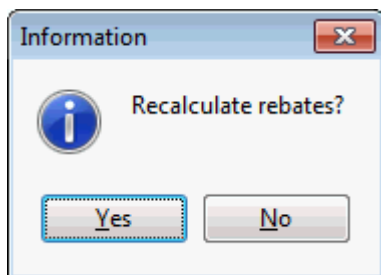 Information
Recalculate rebates?
Yes
No